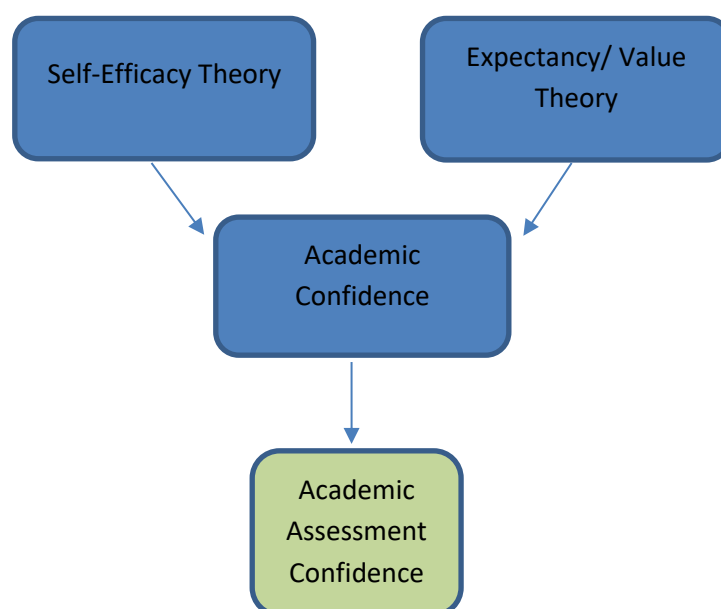 Self-Efficacy Theory
Expectancy/ Value
Theory
Academic
Confidence
Academic
Assessment
Confidence